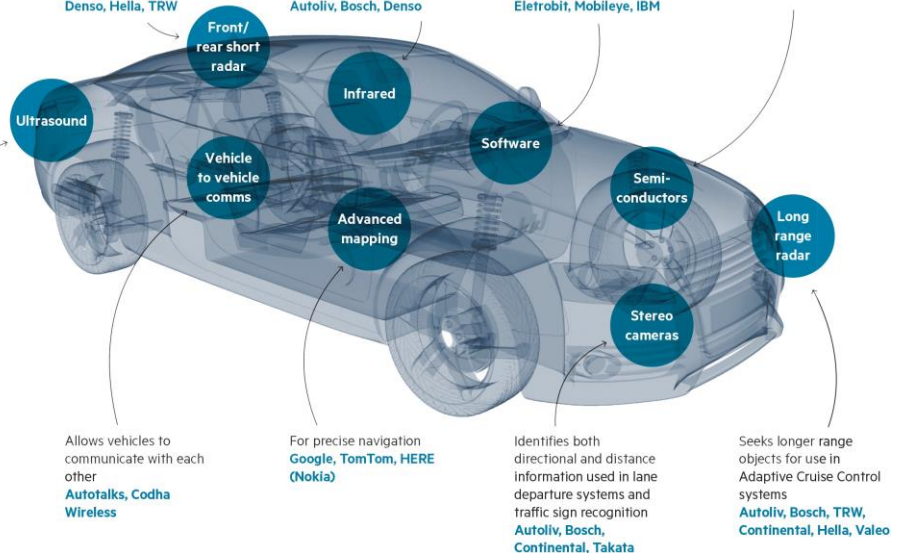 Denso, Hella, TRW
Autoliv, Bosch, Denso
Eletrobit, Mobileye, IBM
Front/
rear short
radar
Infrared
Ultrasound
Software
Vehicle
to vehicle
comms
Semi-
conductors
Advanced
mapping
Long
range
radar
Stereo
cameras
Allows vehicles to
communicate with each
other
Autotalks, Codha
Wireless
For precise navigation
Google, TomTom, HERE
(Nokia)
Identifies both
directional and distance
information used in lane
departure systems and
traffic sign recognition
Autoliv, Bosch,
Continental, Takata
Seeks longer range
objects for use in
Adaptive Cruise Control
systems
Autoliv, Bosch, TRW,
Continental, Hella, Valeo